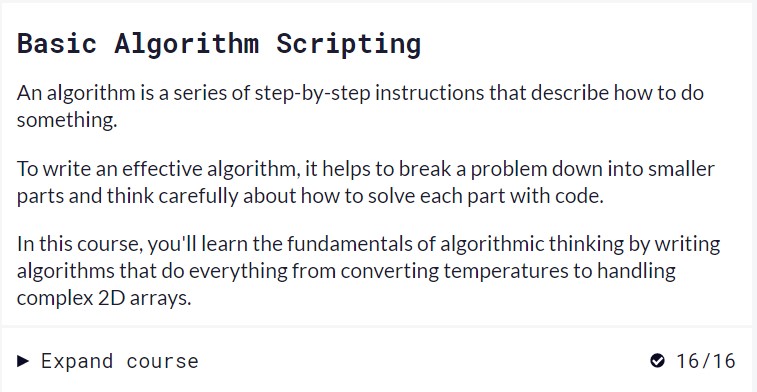 Basic Algorithm Scripting
An algorithm is a series of step-by-step instructions that describe how to do
something.
To write an effective algorithm, it helps to break a problem down into smaller
parts and think carefully about how to solve each part with code.
In this course, you'll learn the fundamentals of algorithmic thinking by writing
algorithms that do everything from converting temperatures to handling
complex 2D arrays.
Expand course 16/16